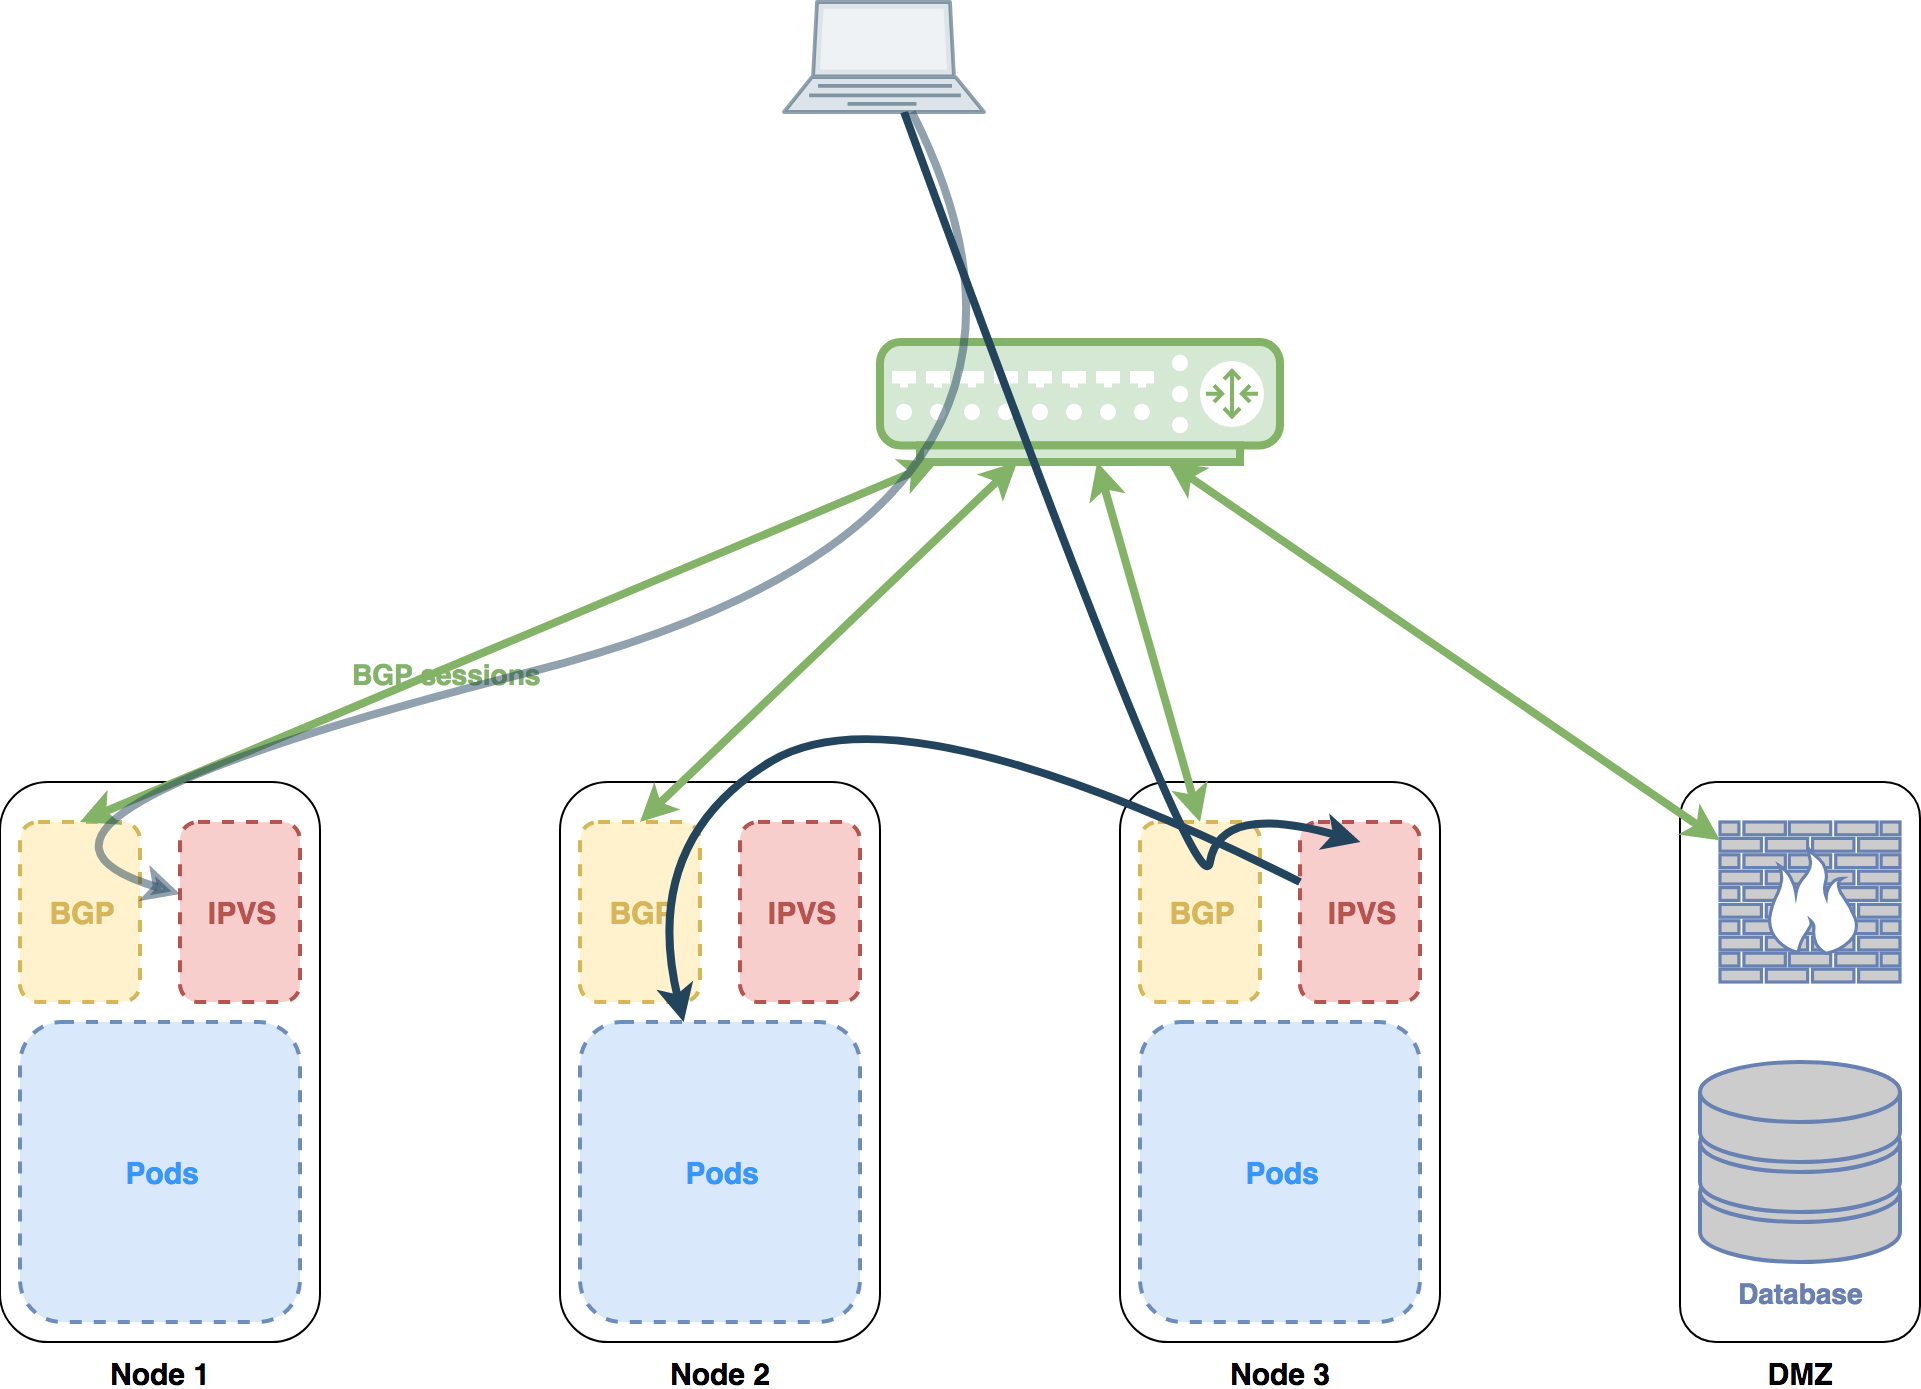 BGP sessions
BGP
IPVS
BGP
IPVS
BGP
IPVS
Pods
Pods
Pods
Database
Node 1
Node 2
Node 3
DMZ